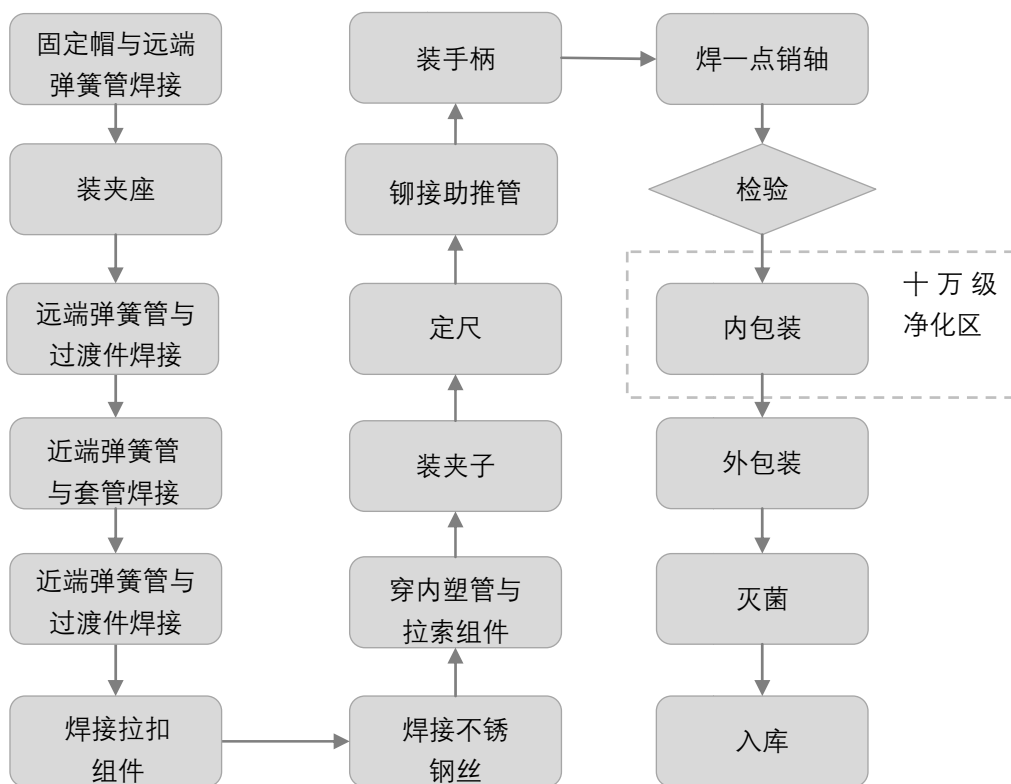 固定帽与远端
弹簧管焊接
装夹座
远端弹簧管与
过渡件焊接
近端弹簧管
与套管焊接
近端弹簧管与
过渡件焊接
焊接拉扣
组件
焊接不锈
钢丝
穿内塑管与
拉索组件
装夹子
定尺
铆接助推管
装手柄
焊一点销轴
检验
十万级
净化区
内包装
外包装
灭菌
入库